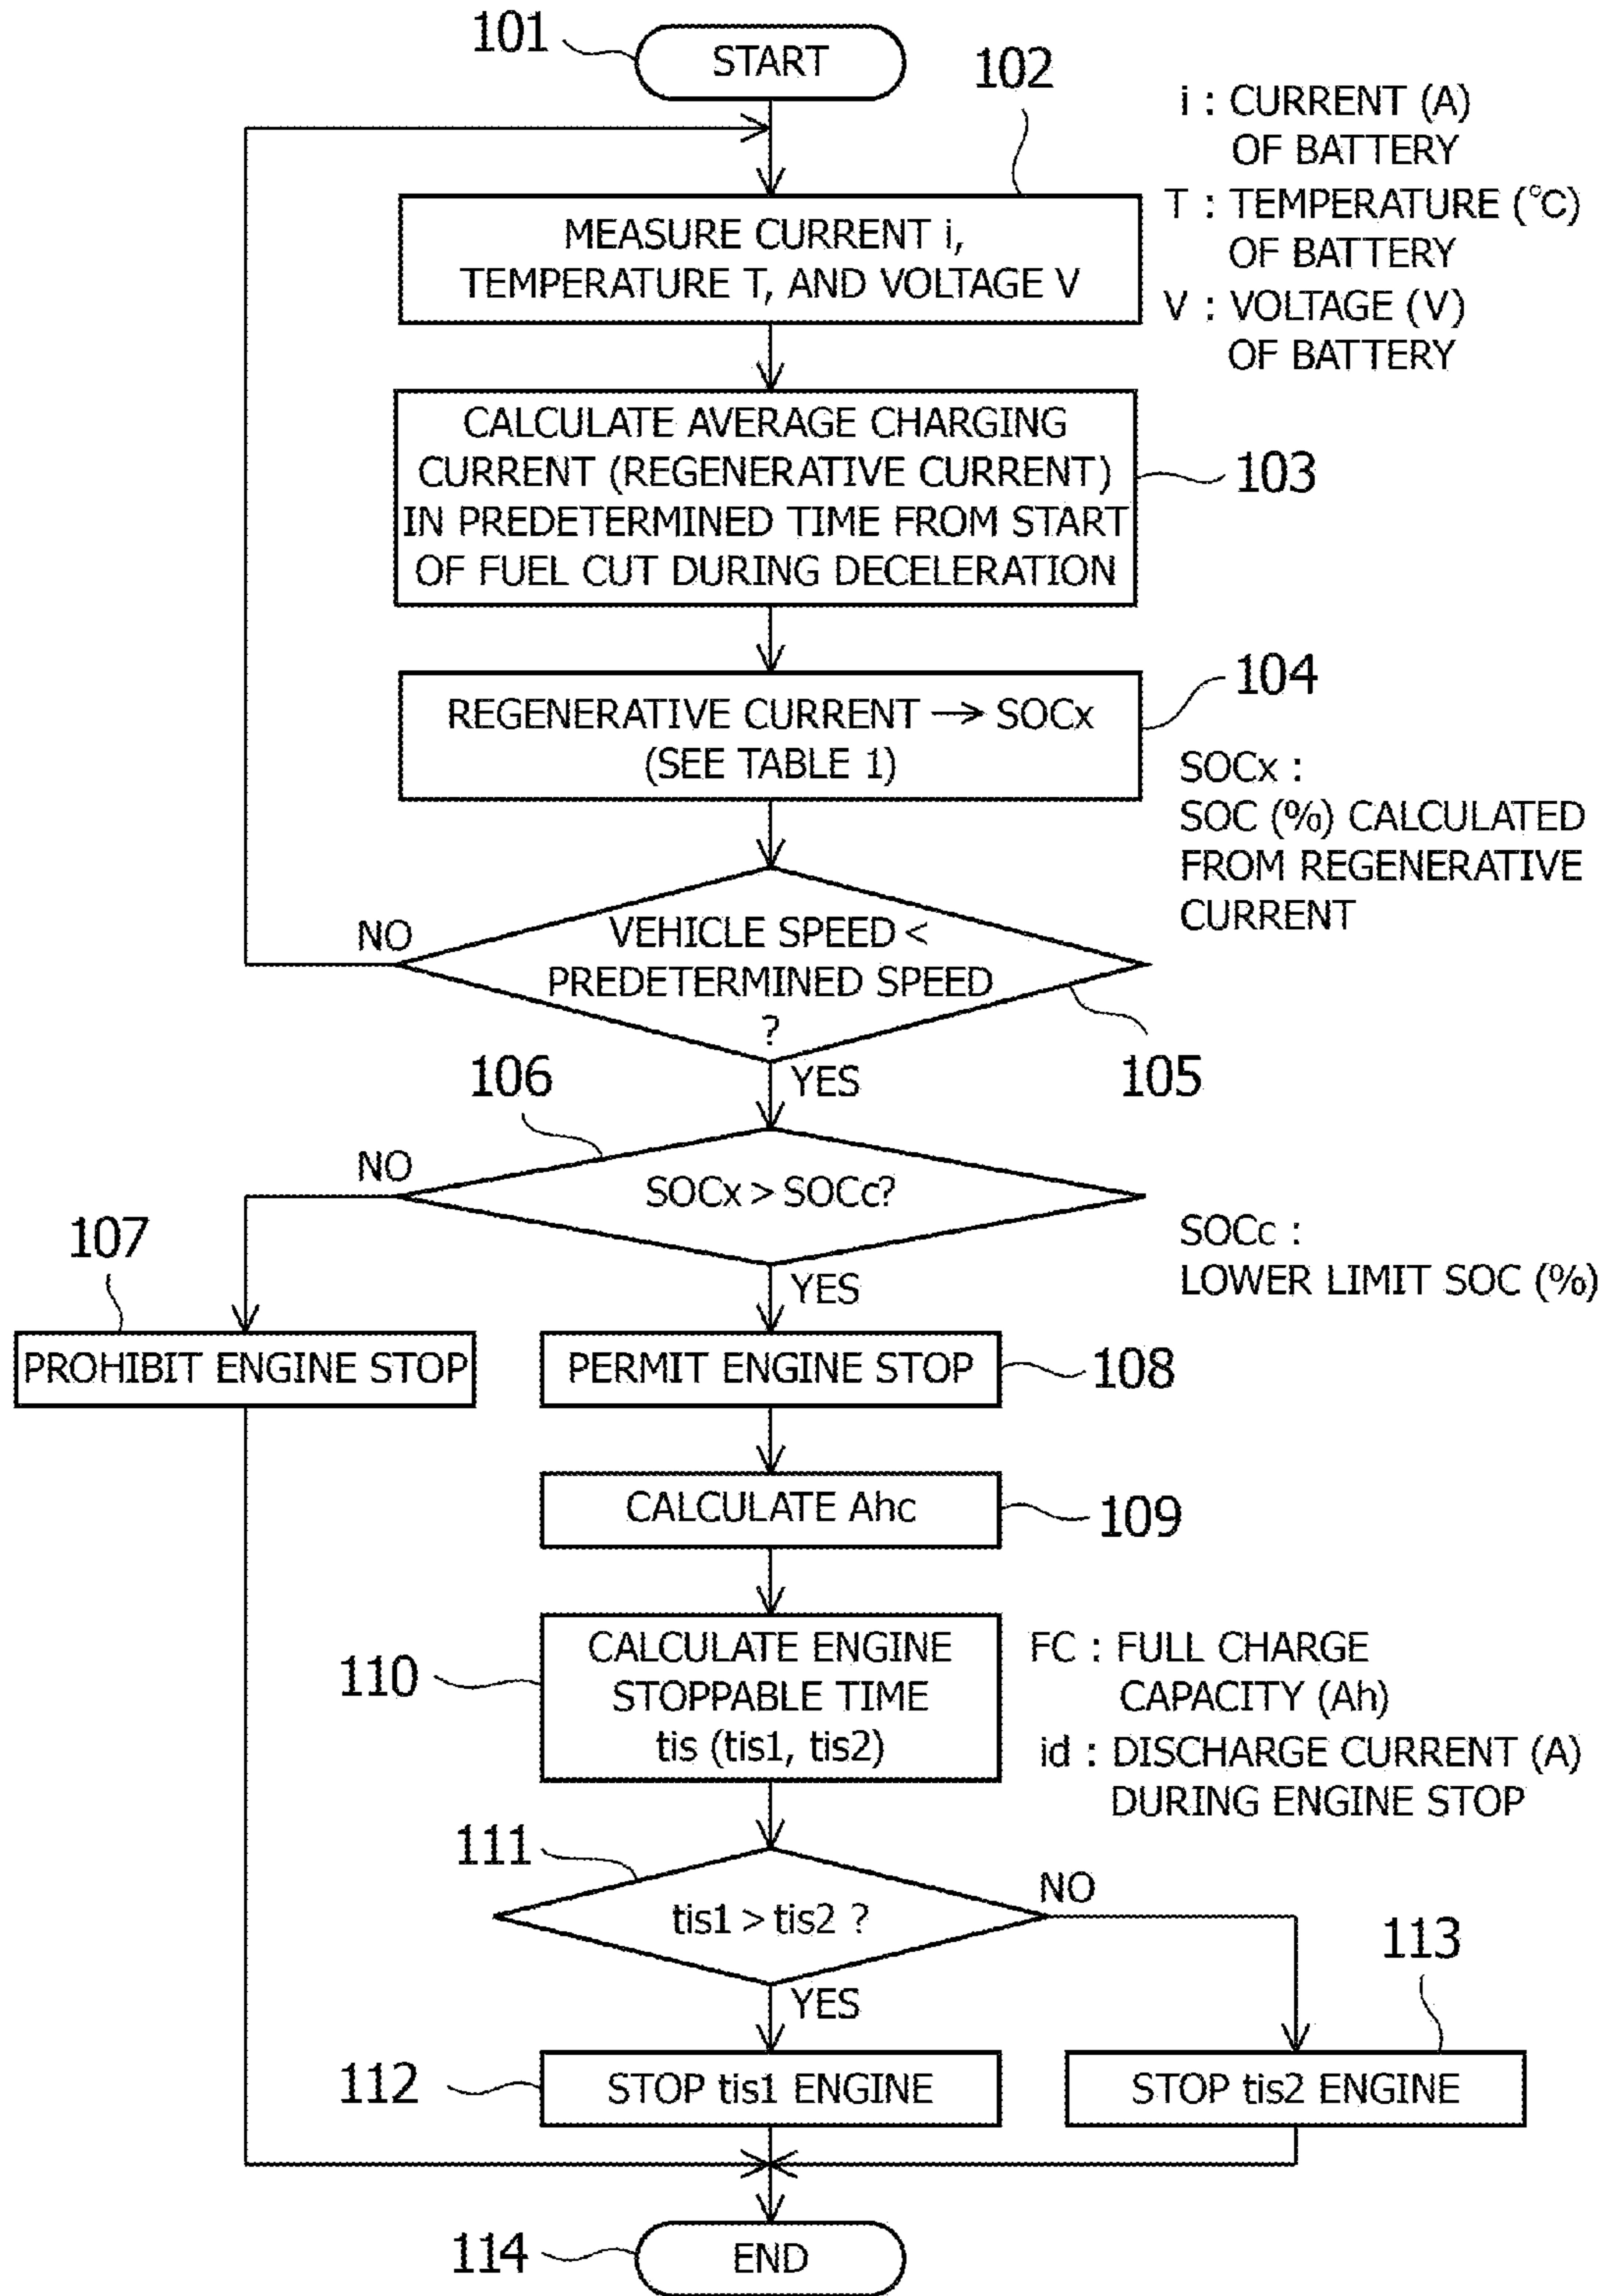 101
START
102
i : CURRENT (A)
OF BATTERY
T : TEMPERATURE (℃)
OF BATTERY
V : VOLTAGE (V)
OF BATTERY
MEASURE CURRENT i,
TEMPERATURE T, AND VOLTAGE V
CALCULATE AVERAGE CHARGING
CURRENT (REGENERATIVE CURRENT)
IN PREDETERMINED TIME FROM START
OF FUEL CUT DURING DECELERATION
103
REGENERATIVE CURRENT → SOCx
(SEE TABLE 1)
104
SOCx :
SOC (%) CALCULATED
FROM REGENERATIVE
CURRENT
NO
VEHICLE SPEED <
PREDETERMINED SPEED
?
105
YES
106
NO
SOCx > SOCc?
SOCc :
LOWER LIMIT SOC (%)
107
YES
PROHIBIT ENGINE STOP
PERMIT ENGINE STOP
108
CALCULATE Ahc
109
110
CALCULATE ENGINE
STOPPABLE TIME
tis (tis1, tis2)
FC : FULL CHARGE
CAPACITY (Ah)
id : DISCHARGE CURRENT (A)
DURING ENGINE STOP
111
tis1 > tis2 ?
NO
113
YES
112
STOP tis1 ENGINE
STOP tis2 ENGINE
114
END